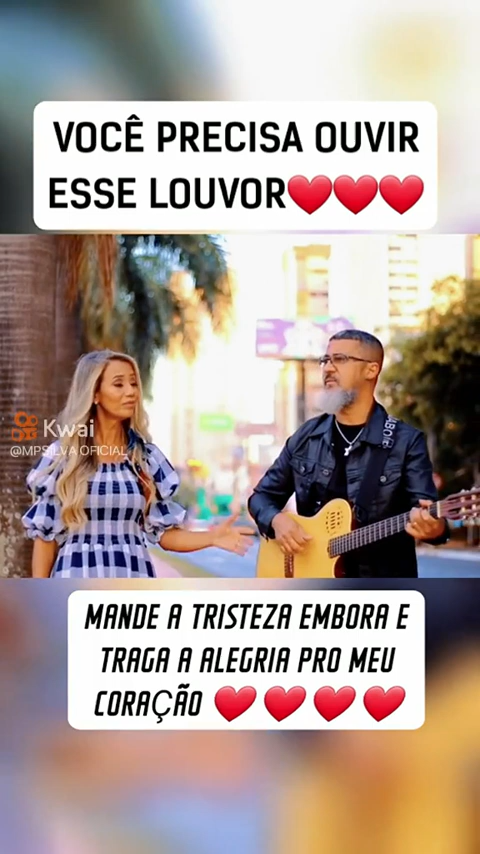 VOCÊ PRECISA OUVIR
ESSE LOUVOR❤️❤️❤️
Kwai
@MPSILVA OFICIAL
MANDE A TRISTEZA EMBORA E
TRAGA A ALEGRIA PRO MEU
CORAÇÃO ❤️❤️❤️❤️